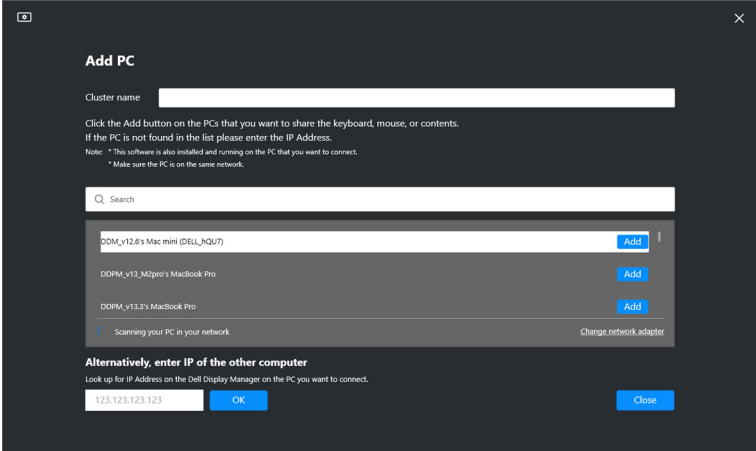 Add PC
Cluster name
Click the Add button on the PCs that you want to share the keyboard, mouse, or contents.
If the PC is not found in the list please enter the IP Address.
Note: * This software is also installed and running on the PC that you want to connect.
* Make sure the PC is on the same network.
Search
DDM_v12.6's Mac mini (DELL_hQU7) Add
DDPM_v13_M2pro's MacBook Pro Add
DDPM_v13.3's MacBook Pro Add
Scanning your PC in your network Change network adapter
Alternatively, enter IP of the other computer
Look up for IP Address on the Dell Display Manager on the PC you want to connect.
123.123.123.123 OK Close